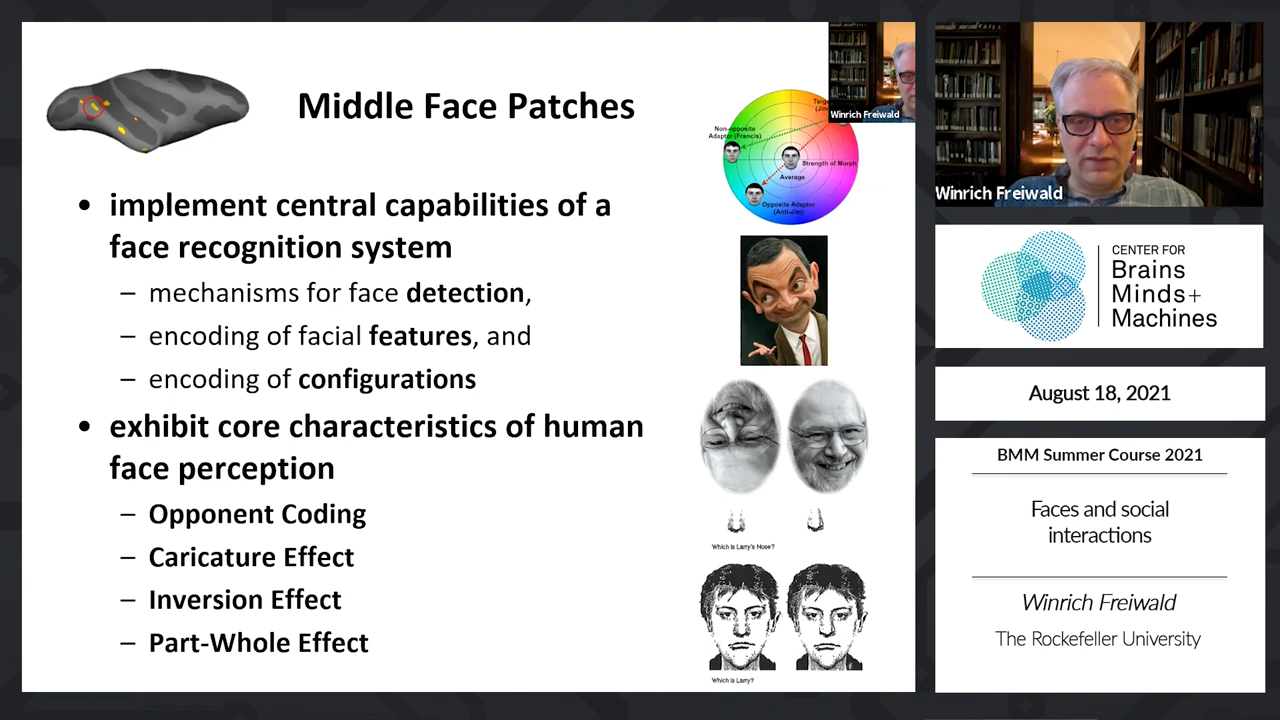 Middle Face Patches
• implement central capabilities of a
face recognition system
– mechanisms for face detection,
– encoding of facial features, and
– encoding of configurations
• exhibit core characteristics of human
face perception
– Opponent Coding
– Caricature Effect
– Inversion Effect
– Part-Whole Effect
Non-opposite
Adaptor (Francis)
Strength of Morph
Average
Opposite Adaptor
(Anti-Jim)
Winrich Freiwald
Which is Larry's Nose?
Which is Larry?
Winrich Freiwald
CENTER FOR
Brains
Minds+
Machines
August 18, 2021
BMM Summer Course 2021
Faces and social
interactions
Winrich Freiwald
The Rockefeller University